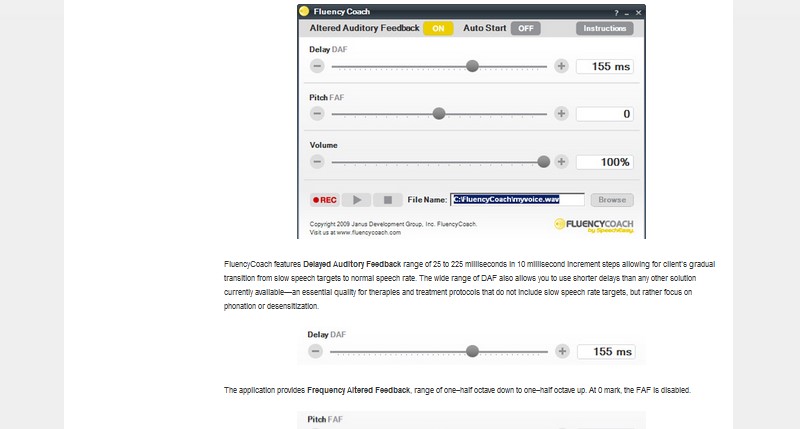 Fluency Coach ? – ×
Altered Auditory Feedback ON Auto Start OFF Instructions
Delay DAF
155 ms
Pitch FAF
0
Volume
100%
REC File Name: C:\FluencyCoach\myvoice.wav Browse
Copyright 2009 Janus Development Group, Inc. FluencyCoach.
Visit us at www.fluencycoach.com
FLUENCYCOACH
by SpeechEasy
FluencyCoach features Delayed Auditory Feedback range of 25 to 225 milliseconds in 10 millisecond increment steps allowing for client's gradual
transition from slow speech targets to normal speech rate. The wide range of DAF also allows you to use shorter delays than any other solution
currently available—an essential quality for therapies and treatment protocols that do not include slow speech rate targets, but rather focus on
phonation or desensitization.
Delay DAF
155 ms
The application provides Frequency Altered Feedback, range of one–half octave down to one–half octave up. At 0 mark, the FAF is disabled.
Pitch FAF